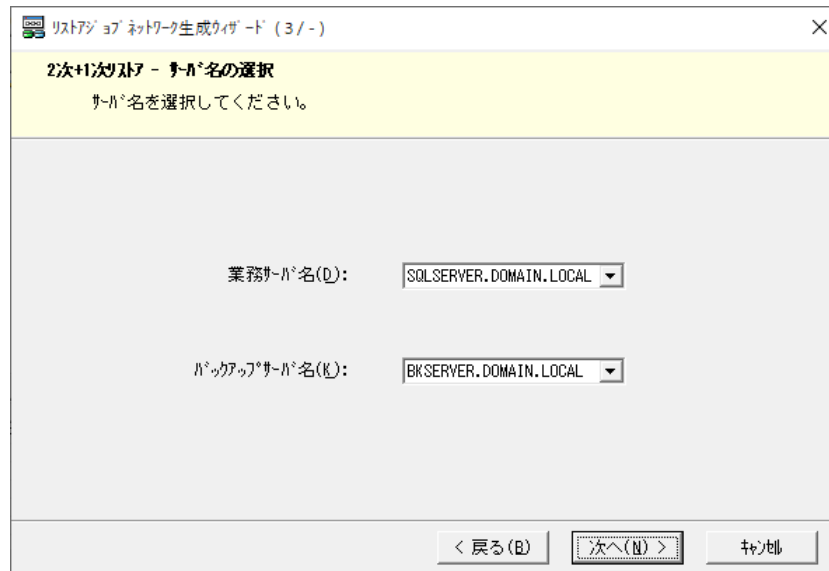 ﾘｽﾄｱｼﾞｮﾌﾞﾈｯﾄﾜｰｸ生成ｳｨｻﾞｰﾄﾞ (3/-)
2次+1次ﾘｽﾄｱ - ｻｰﾊﾞ名の選択
ｻｰﾊﾞ名を選択してください。
業務ｻｰﾊﾞ名(D): SQLSERVER.DOMAIN.LOCAL
ﾊﾞｯｸｱｯﾌﾟｻｰﾊﾞ名(K): BKSERVER.DOMAIN.LOCAL
< 戻る(B) 次へ(N) > ｷｬﾝｾﾙ